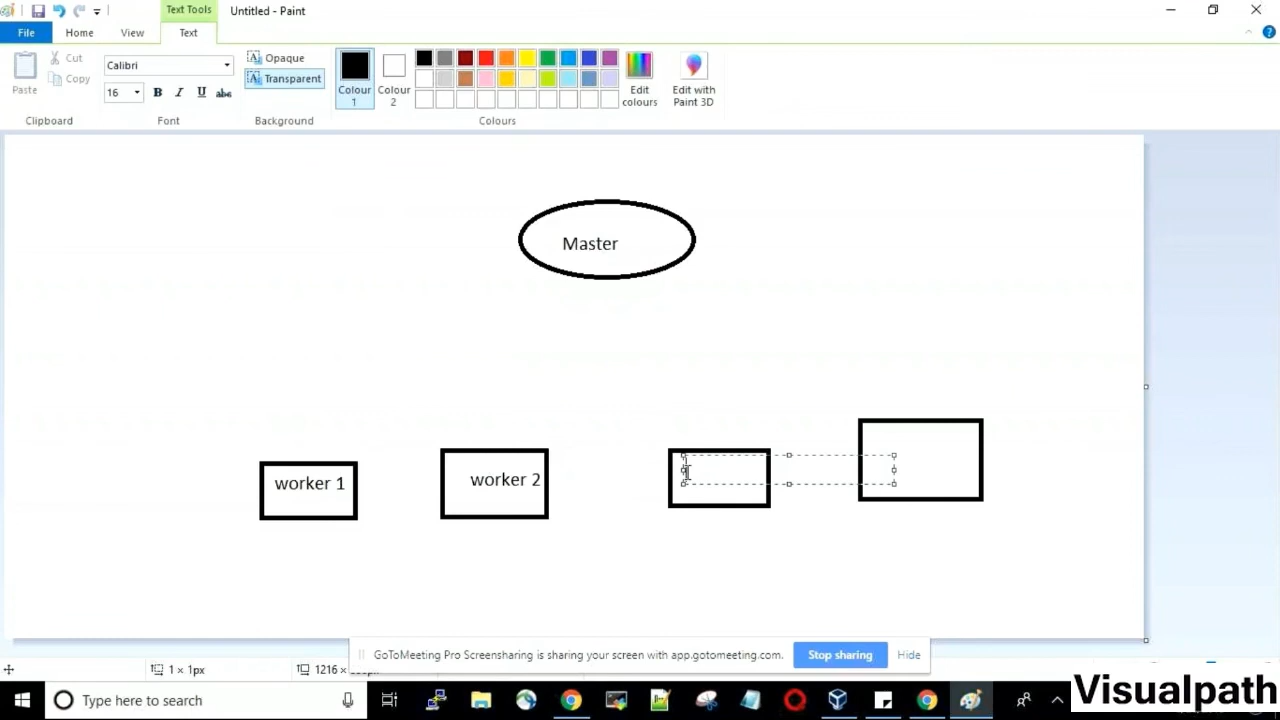 Text Tools
Untitled - Paint
File
Home
View
Text
Paste
Cut
Copy
Clipboard
Calibri
16
B I U abc
Font
Opaque
Transparent
Background
Colour 1
Colour 2
Edit colours
Edit with Paint 3D
Colours
Master
worker 1
worker 2
GoToMeeting Pro Screensharing is sharing your screen with app.gotomeeting.com.
Stop sharing
Hide
1 × 1px
1216 ×
Type here to search
Visualpath